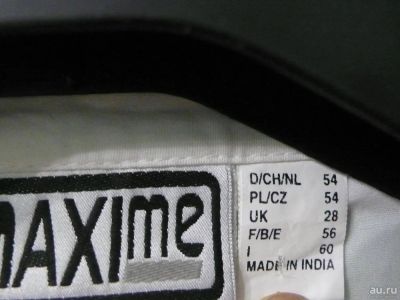 MAXIme
D/CH/NL 54
PL/CZ 54
UK 28
F/B/E 56
I 60
MADE IN INDIA
au.ru